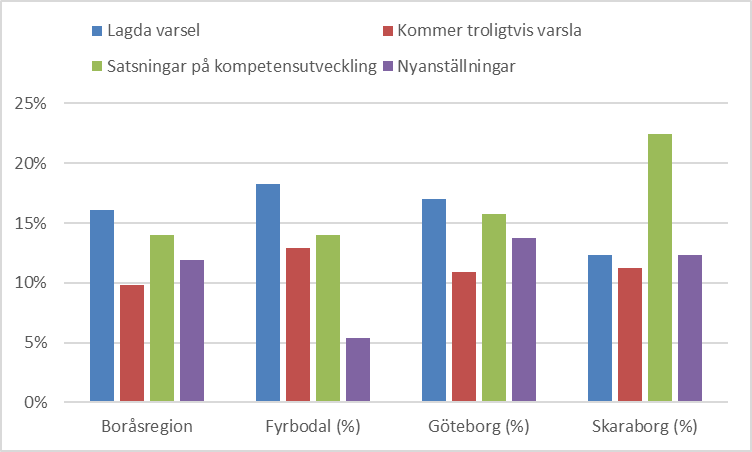 Lagda varsel
Kommer troligtvis varsla
Satsningar på kompetensutveckling
Nyanställningar
25%
20%
15%
10%
5%
0%
Boråsregion
Fyrbodal (%)
Göteborg (%)
Skaraborg (%)